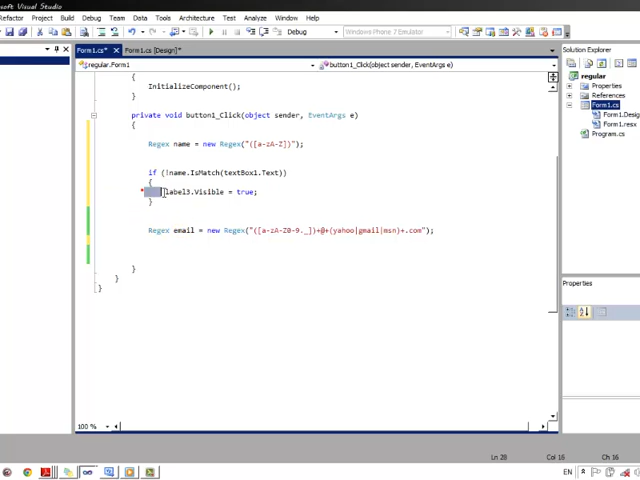 Microsoft Visual Studio
Refactor Project Build Debug Team Data Tools Architecture Test Analyze Window Help
Debug Windows Phone 7 Emulator
Form1.cs* Form1.cs [Design]*
Solution Explorer
regular.Form1 button1_Click(object sender, EventArgs e)
regular
{
Properties
InitializeComponent();
References
}
Form1.cs
private void button1_Click(object sender, EventArgs e)
Form1.Desig
Form1.resx
{
Program.cs
Regex name = new Regex("([a-zA-Z])");
if (!name.IsMatch(textBox1.Text))
{
label3.Visible = true;
}
Regex email = new Regex("([a-zA-Z0-9._])+@+(yahoo|gmail|msn)+.com");
}
}
}
Properties
100 %
Ln 28 Col 16 Ch 16
EN